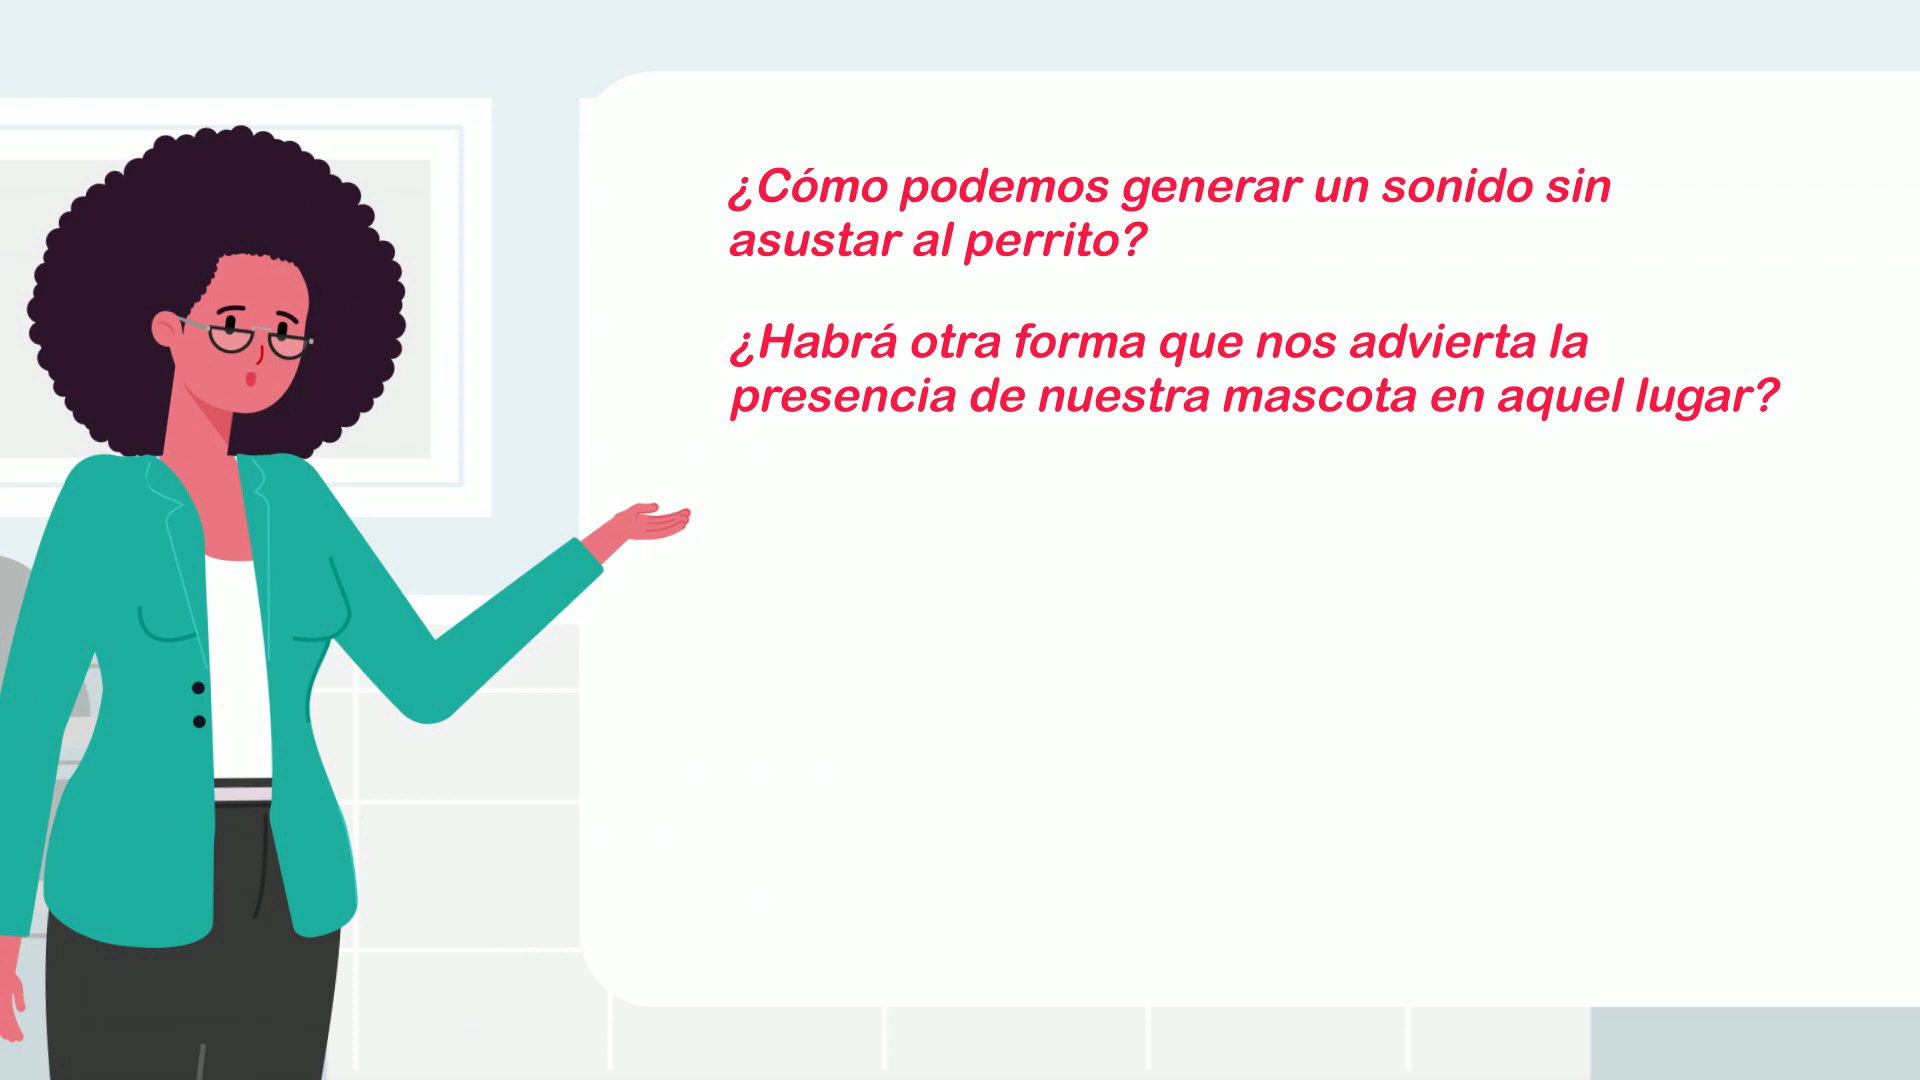 ¿Cómo podemos generar un sonido sin
asustar al perrito?
¿Habrá otra forma que nos advierta la
presencia de nuestra mascota en aquel lugar?